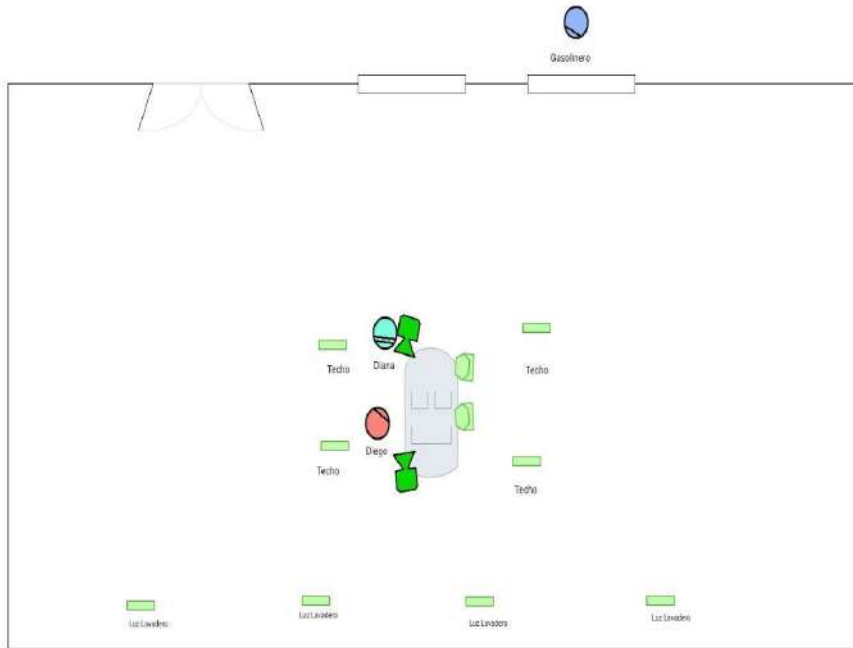 Gasolinero
Techo
Diana
Techo
Techo
Diego
Techo
Luz Lavadero
Luz Lavadero
Luz Lavadero
Luz Lavadero